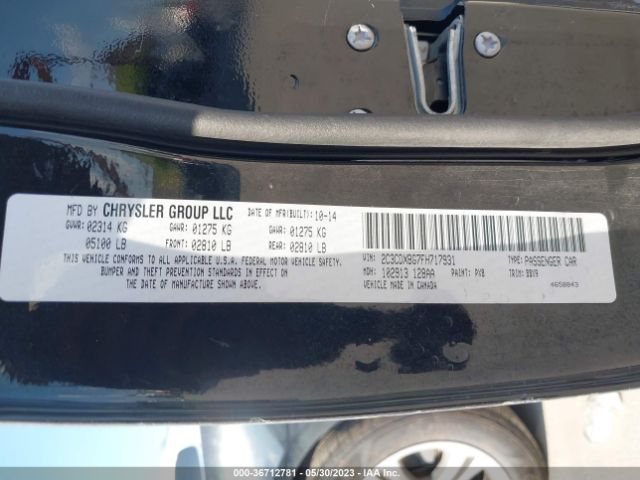 MFD BY CHRYSLER GROUP LLC DATE OF MFR(BUILT): 10-14
GVWR: 02314 KG GAWR: 01275 KG GAWR: 01275 KG
05100 LB FRONT: 02810 LB REAR: 02810 LB
THIS VEHICLE CONFORMS TO ALL APPLICABLE U.S.A. FEDERAL MOTOR VEHICLE SAFETY,
BUMPER AND THEFT PREVENTION STANDARDS IN EFFECT ON
THE DATE OF MANUFACTURE SHOWN ABOVE.
VIN: 2C3CDXBG7FH717931 TYPE: PASSENGER CAR
MDH: 102913 128AA PAINT: PX8 TRIM: BBX9
VEHICLE MADE IN CANADA 4658843
000-36712781 — 05/30/2023 — IAA Inc.